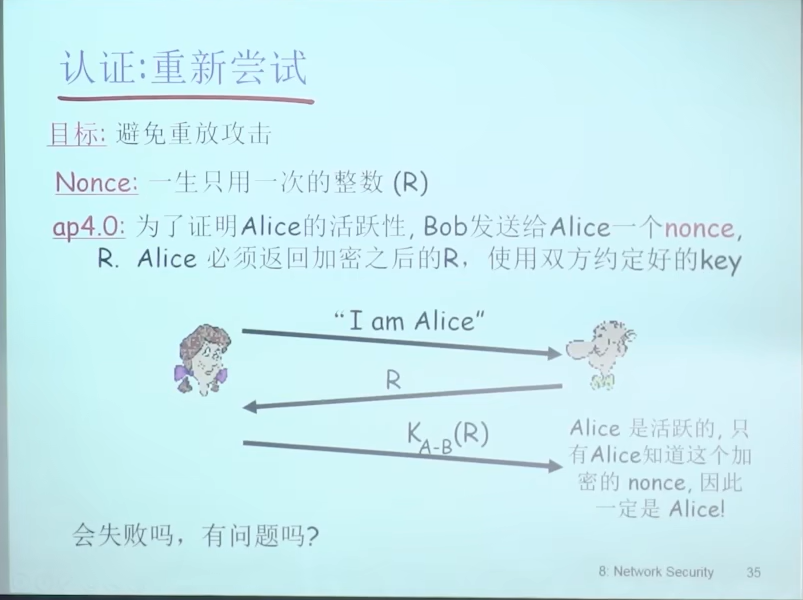 认证:重新尝试
目标: 避免重放攻击
Nonce: 一生只用一次的整数 (R)
ap4.0: 为了证明Alice的活跃性, Bob发送给Alice一个nonce,
R. Alice 必须返回加密之后的R，使用双方约定好的key
“I am Alice”
R
K_A-B(R)
Alice 是活跃的, 只
有Alice知道这个加
密的 nonce, 因此
一定是 Alice!
会失败吗，有问题吗?
8: Network Security 35